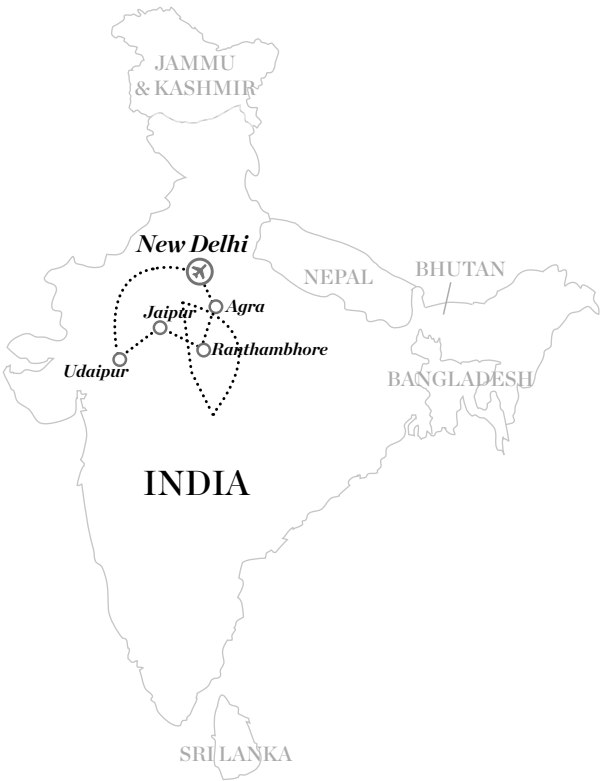 JAMMU
& KASHMIR
New Delhi
NEPAL
BHUTAN
Agra
Jaipur
Ranthambhore
Udaipur
BANGLADESH
INDIA
SRI LANKA